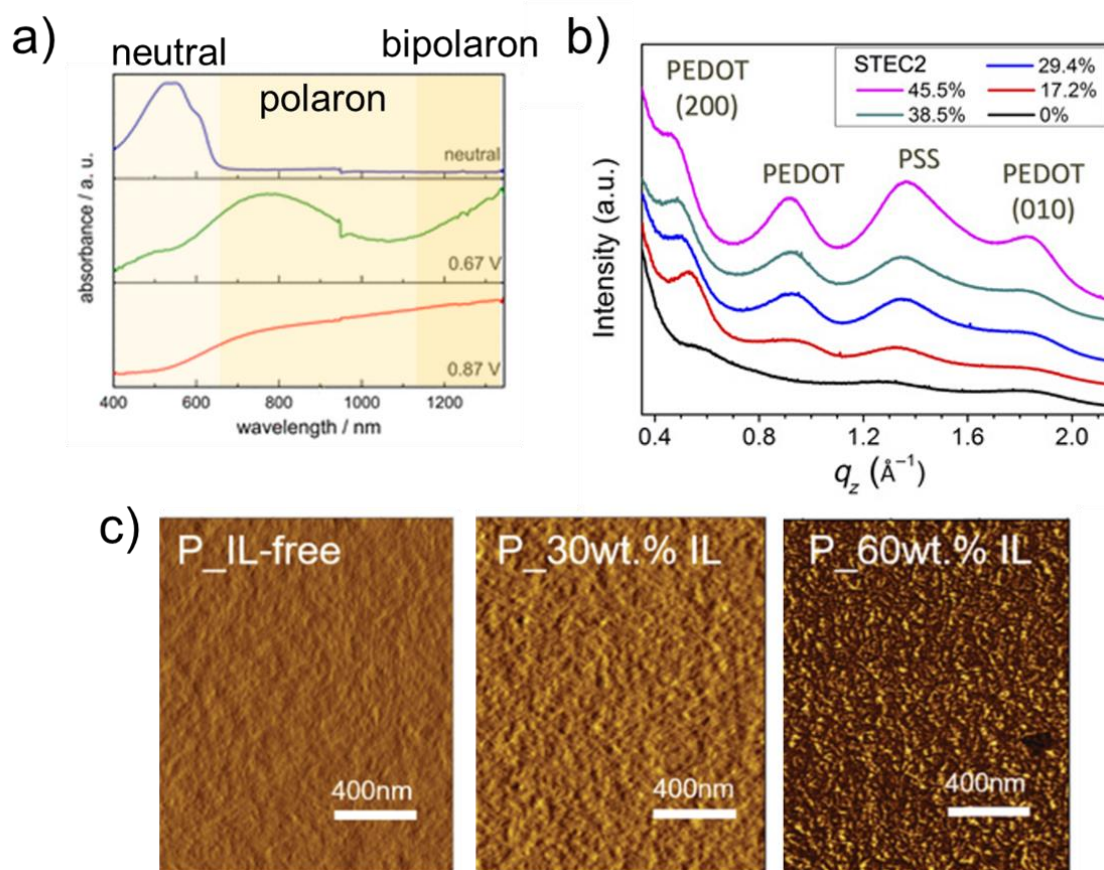 a)
neutral
bipolaron
polaron
neutral
0.67 V
0.87 V
absorbance / a. u.
400 600 800 1000 1200
wavelength / nm
b)
STEC2
45.5%
38.5%
29.4%
17.2%
0%
PEDOT
(200)
PEDOT
PSS
PEDOT
(010)
Intensity (a.u.)
0.4 0.8 1.2 1.6 2.0
q_z (Å⁻¹)
c)
P_IL-free
400nm
P_30wt.% IL
400nm
P_60wt.% IL
400nm